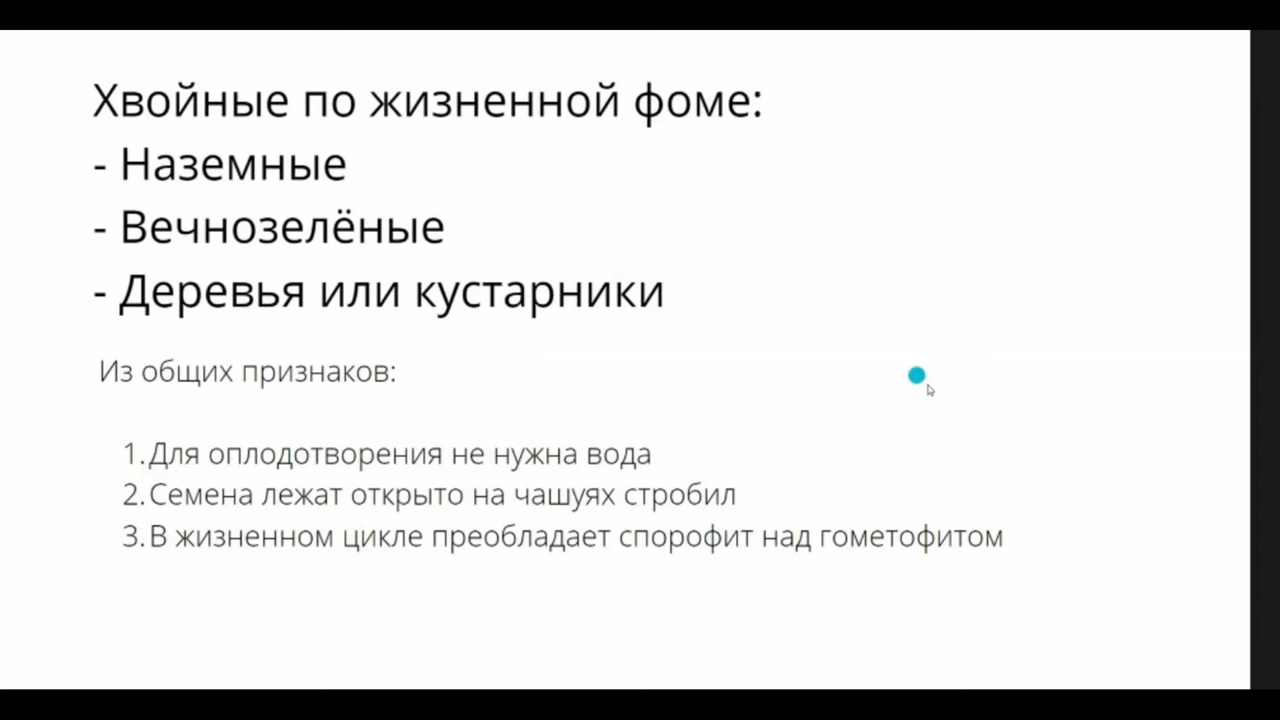 Хвойные по жизненной фоме:
- Наземные
- Вечнозелёные
- Деревья или кустарники
Из общих признаков:
1.Для оплодотворения не нужна вода
2.Семена лежат открыто на чашуях стробил
3.В жизненном цикле преобладает спорофит над гометофитом